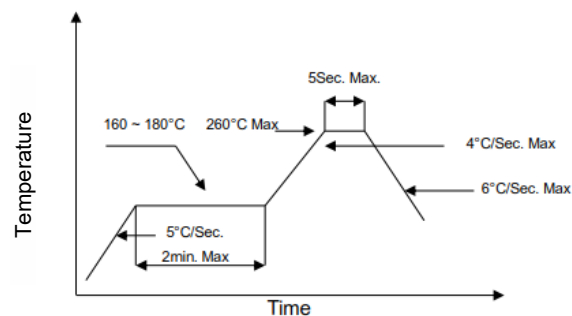 5Sec. Max.
160 ~ 180°C
260°C Max
4°C/Sec. Max
6°C/Sec. Max
5°C/Sec.
2min. Max
Temperature
Time